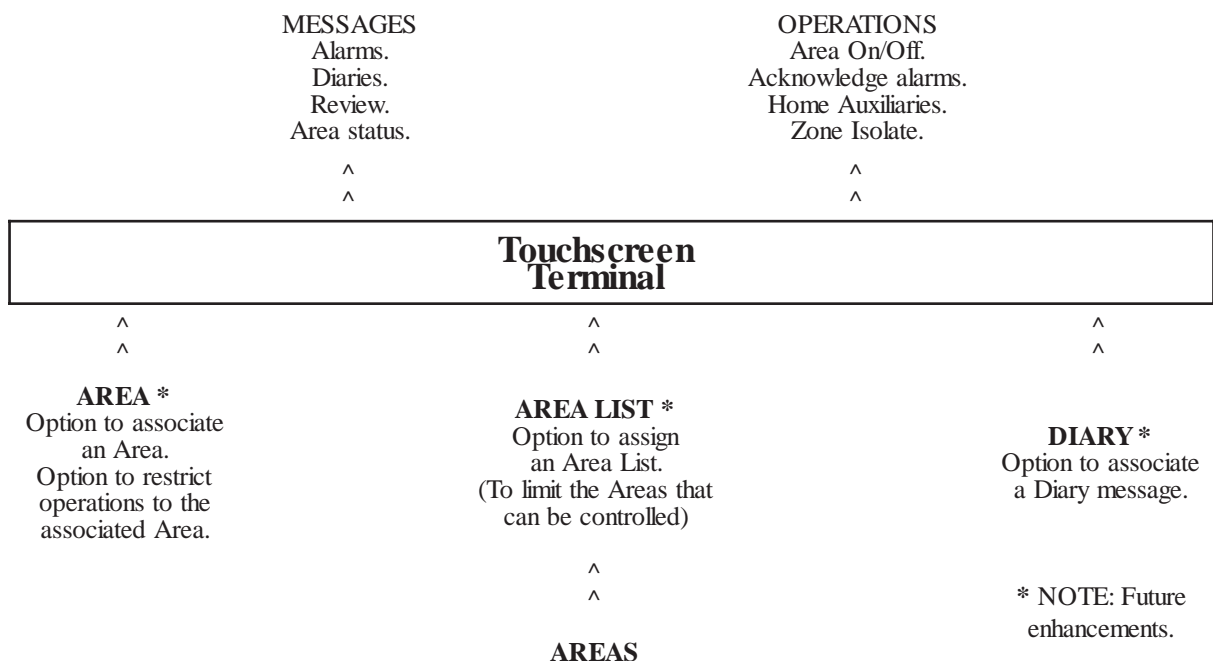 MESSAGES
Alarms.
Diaries.
Review.
Area status.
^
^
OPERATIONS
Area On/Off.
Acknowledge alarms.
Home Auxiliaries.
Zone Isolate.
^
^
Touchscreen
Terminal
^
^
AREA *
Option to associate
an Area.
Option to restrict
operations to the
associated Area.
^
^
AREA LIST *
Option to assign
an Area List.
(To limit the Areas that
can be controlled)
^
^
AREAS
^
^
DIARY *
Option to associate
a Diary message.
* NOTE: Future
enhancements.